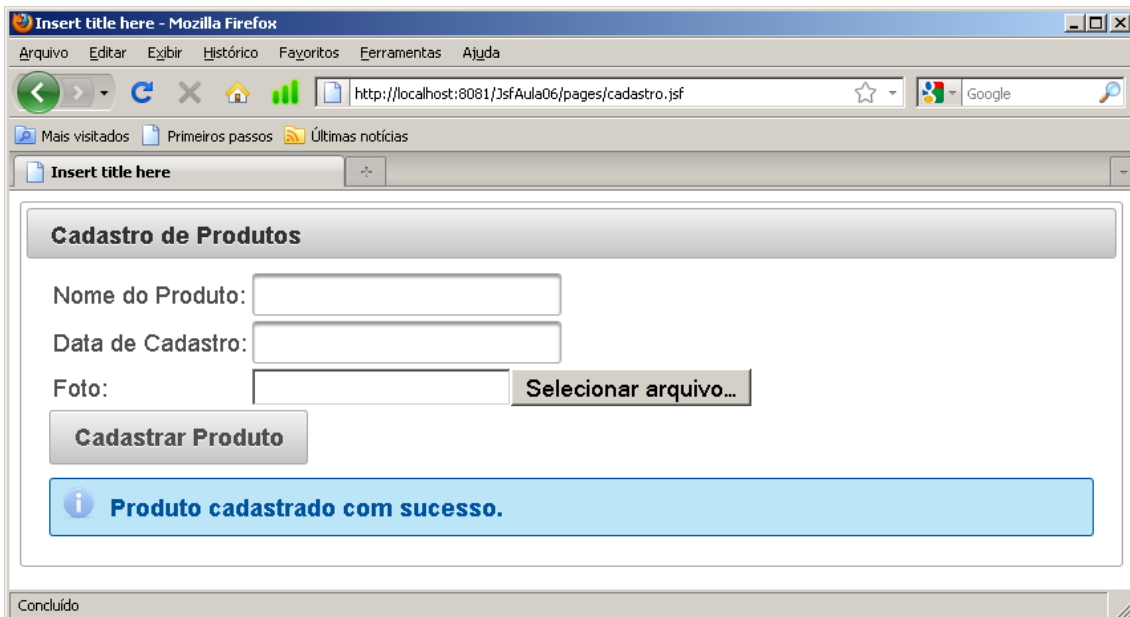 Insert title here - Mozilla Firefox
Arquivo Editar Exibir Histórico Favoritos Ferramentas Ajuda
http://localhost:8081/JsfAula06/pages/cadastro.jsf Google
Mais visitados Primeiros passos Últimas notícias
Insert title here
Cadastro de Produtos
Nome do Produto:
Data de Cadastro:
Foto: Selecionar arquivo...
Cadastrar Produto
Produto cadastrado com sucesso.
Concluído